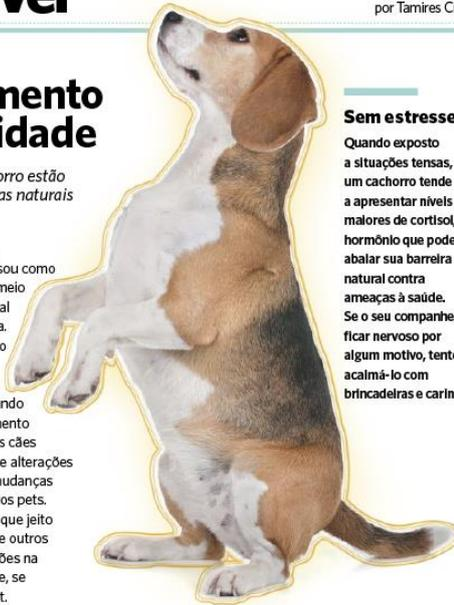 por Tamires C
mento
idade
orro estão
as naturais
sou como
meio
al
a.
o
ndo
mento
s cães
e alterações
nudanças
os pets.
que jeito
e outros
ões na
e, se
t.
Sem estresse
Quando exposto
a situações tensas,
um cachorro tende
a apresentar níveis
maiores de cortisol,
hormônio que pode
abalar sua barreira
natural contra
ameaças à saúde.
Se o seu companhe
ficar nervoso por
algum motivo, tente
acalmá-lo com
brincadeiras e carin